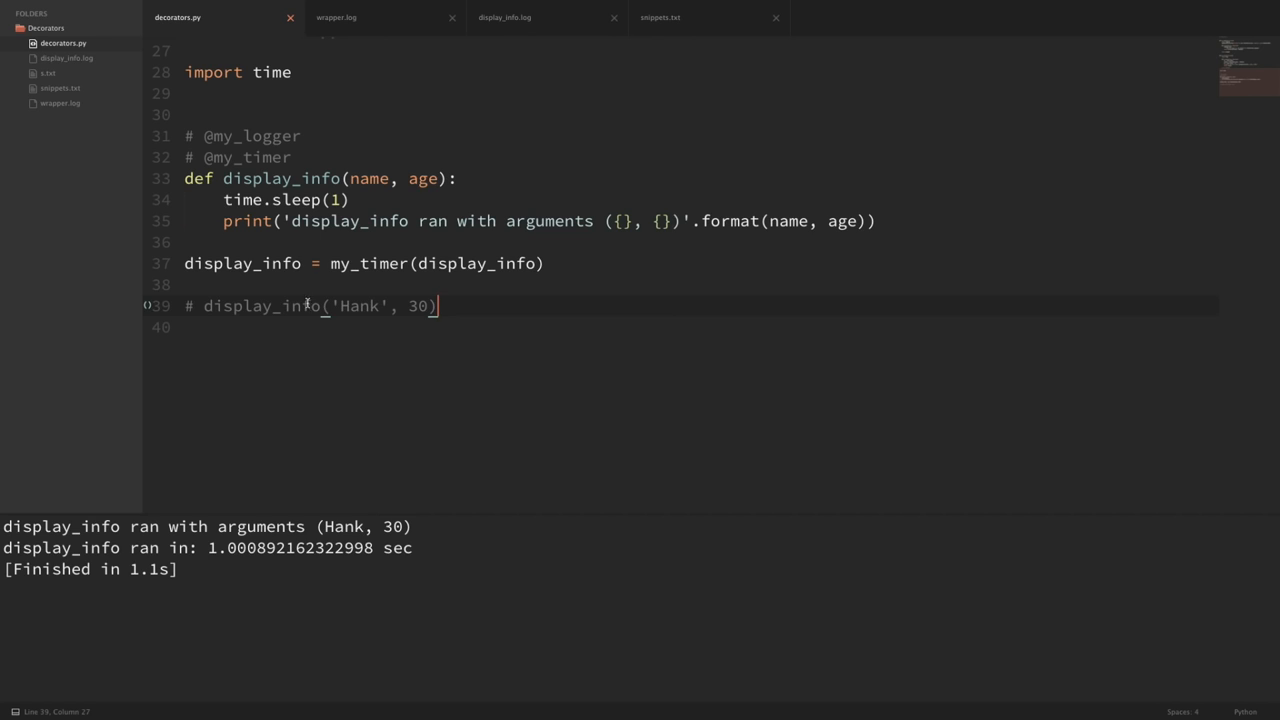 FOLDERS
Decorators
decorators.py
display_info.log
s.txt
snippets.txt
wrapper.log
decorators.py
wrapper.log
display_info.log
snippets.txt
27
28 import time
29
30
31 # @my_logger
32 # @my_timer
33 def display_info(name, age):
34     time.sleep(1)
35     print('display_info ran with arguments ({}, {})'.format(name, age))
36
37 display_info = my_timer(display_info)
38
39 # display_info('Hank', 30)
40
display_info ran with arguments (Hank, 30)
display_info ran in: 1.000892162322998 sec
[Finished in 1.1s]
Line 39, Column 27
Spaces: 4
Python